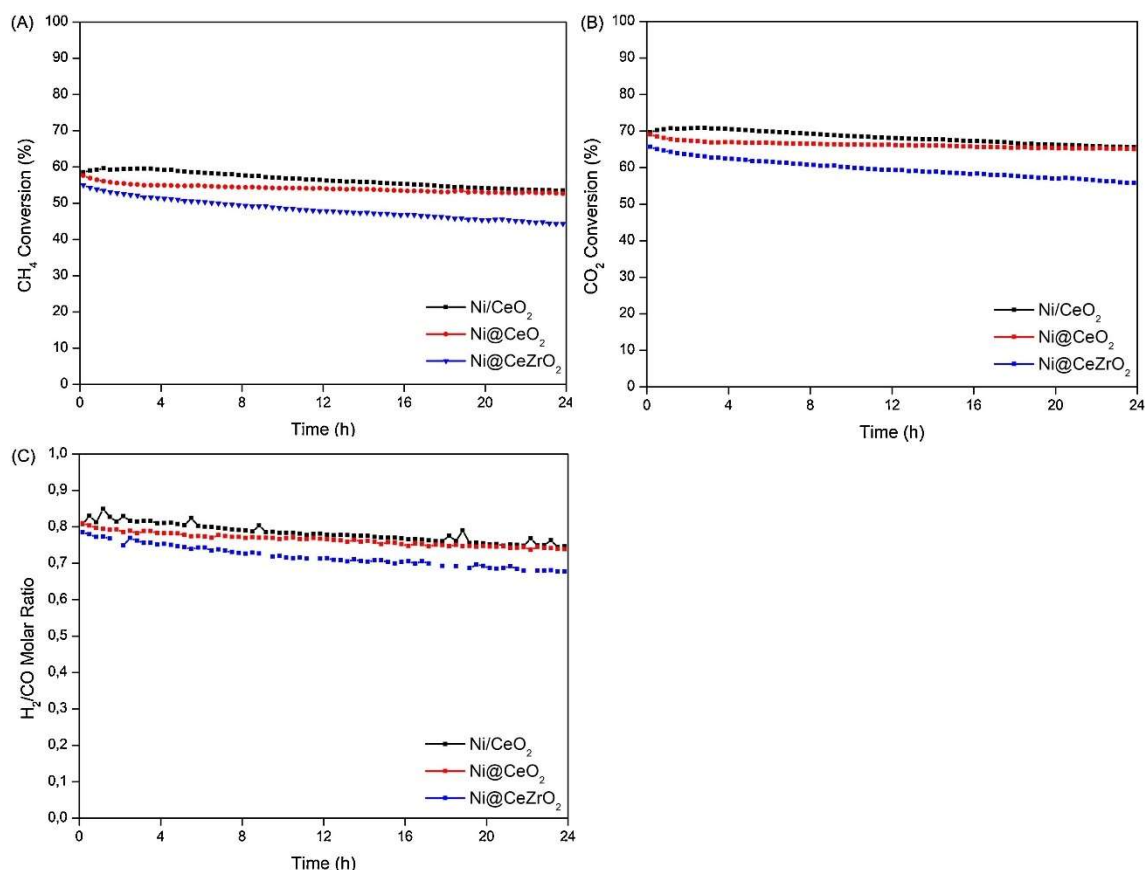 (A)
100
90
80
70
60
50
40
30
20
10
0
CH₄ Conversion (%)
0 4 8 12 16 20 24
Time (h)
Ni/CeO₂
Ni@CeO₂
Ni@CeZrO₂
(B)
100
90
80
70
60
50
40
30
20
10
0
CO₂ Conversion (%)
0 4 8 12 16 20 24
Time (h)
Ni/CeO₂
Ni@CeO₂
Ni@CeZrO₂
(C)
1,0
0,9
0,8
0,7
0,6
0,5
0,4
0,3
0,2
0,1
0,0
H₂/CO Molar Ratio
0 4 8 12 16 20 24
Time (h)
Ni/CeO₂
Ni@CeO₂
Ni@CeZrO₂